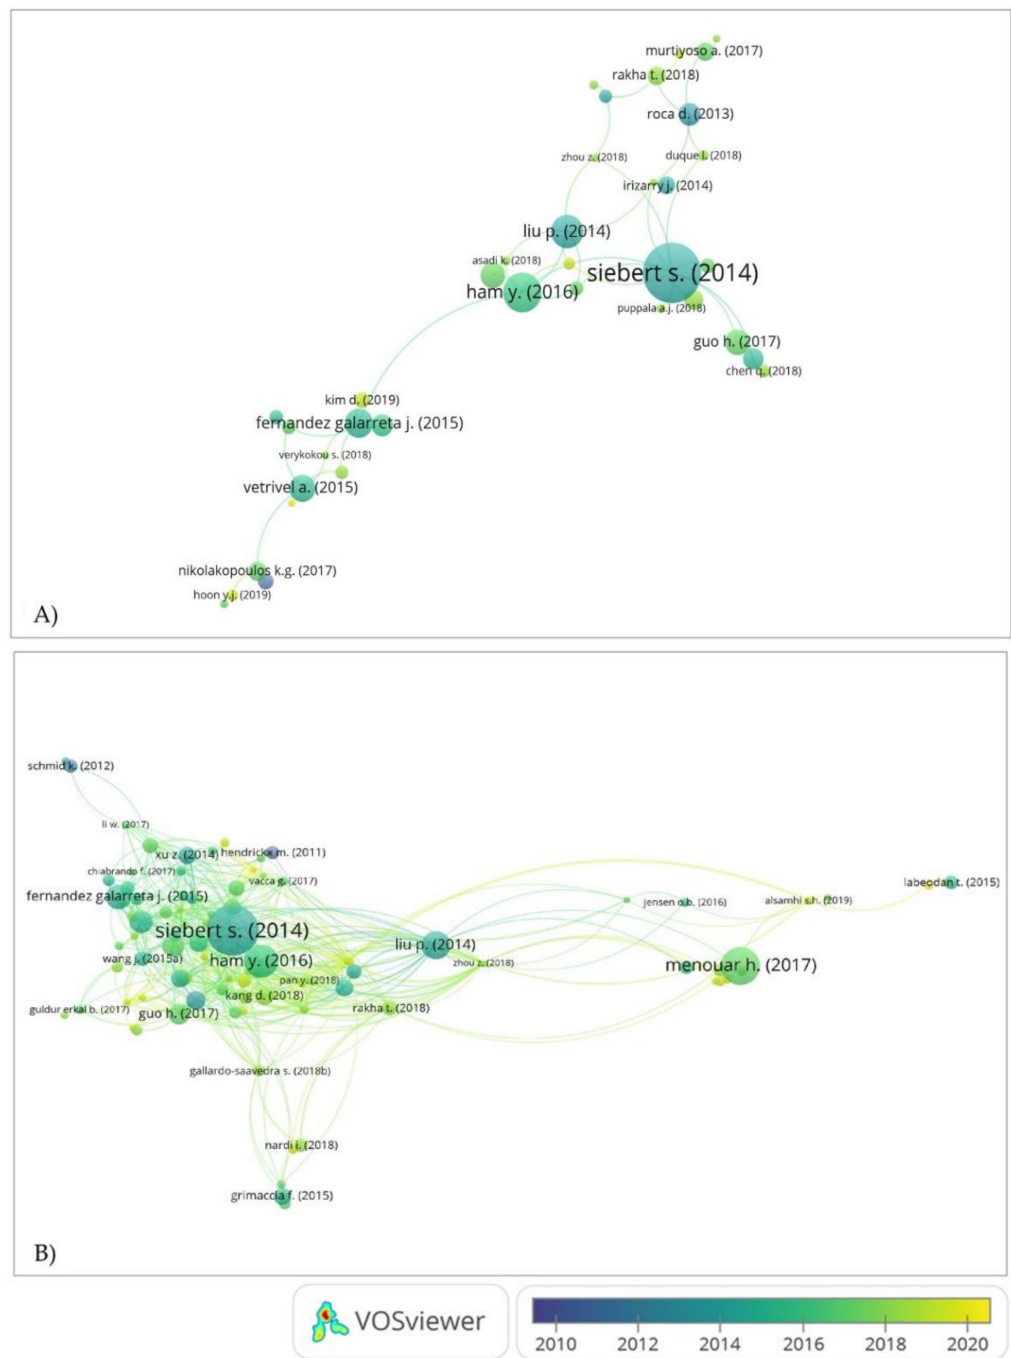 murtiyoso a. (2017)
rakha t. (2018)
roca d. (2013)
zhou z. (2018)
duque l. (2018)
irizarry j. (2014)
liu p. (2014)
asadi k. (2018)
siebert s. (2014)
ham y. (2016)
puppala a.j. (2018)
guo h. (2017)
chen q. (2018)
kim d. (2019)
fernandez galarreta j. (2015)
verykokou s. (2018)
vetrivel a. (2015)
nikolakopoulos k.g. (2017)
hoon y.j. (2019)
A)
schmid k. (2012)
li w. (2017)
xu z. (2014)
hendrickx m. (2011)
chiabrando f. (2017)
vacca g. (2017)
labeodan t. (2015)
fernandez galarreta j. (2015)
jensen o.b. (2016)
alsamhi s.h. (2019)
siebert s. (2014)
liu p. (2014)
wang j. (2015a)
ham y. (2016)
zhou z. (2018)
menouar h. (2017)
pan y. (2018)
kang d. (2018)
guldur erkal b. (2017)
guo h. (2017)
rakha t. (2018)
gallardo-saavedra s. (2018b)
nardi i. (2018)
grimaccia f. (2015)
B)
VOSviewer
2010 2012 2014 2016 2018 2020